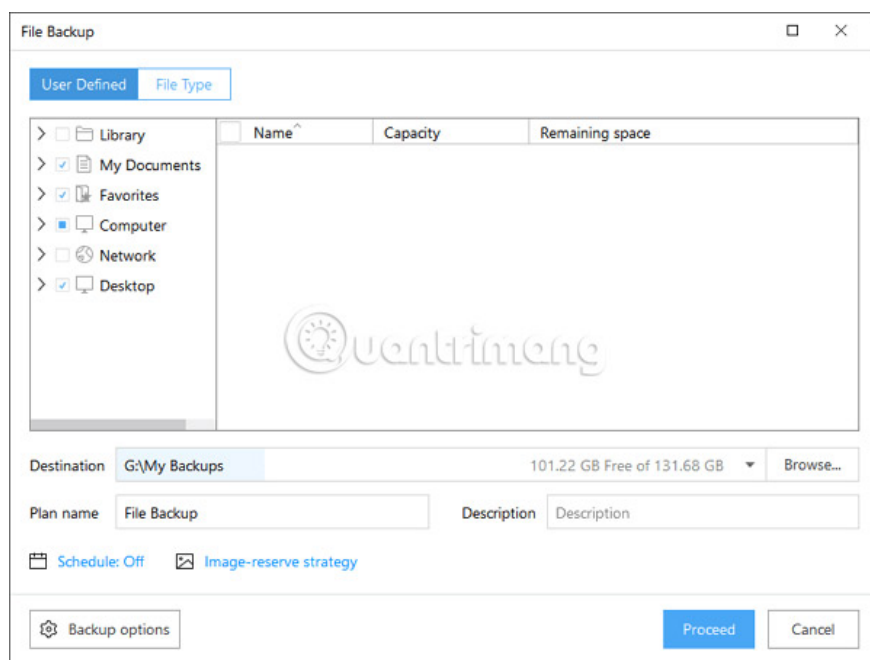 File Backup
User Defined File Type
Library
My Documents
Favorites
Computer
Network
Desktop
Name Capacity Remaining space
Quantrimang
Destination G:\My Backups 101.22 GB Free of 131.68 GB Browse...
Plan name File Backup Description Description
Schedule: Off Image-reserve strategy
Backup options Proceed Cancel